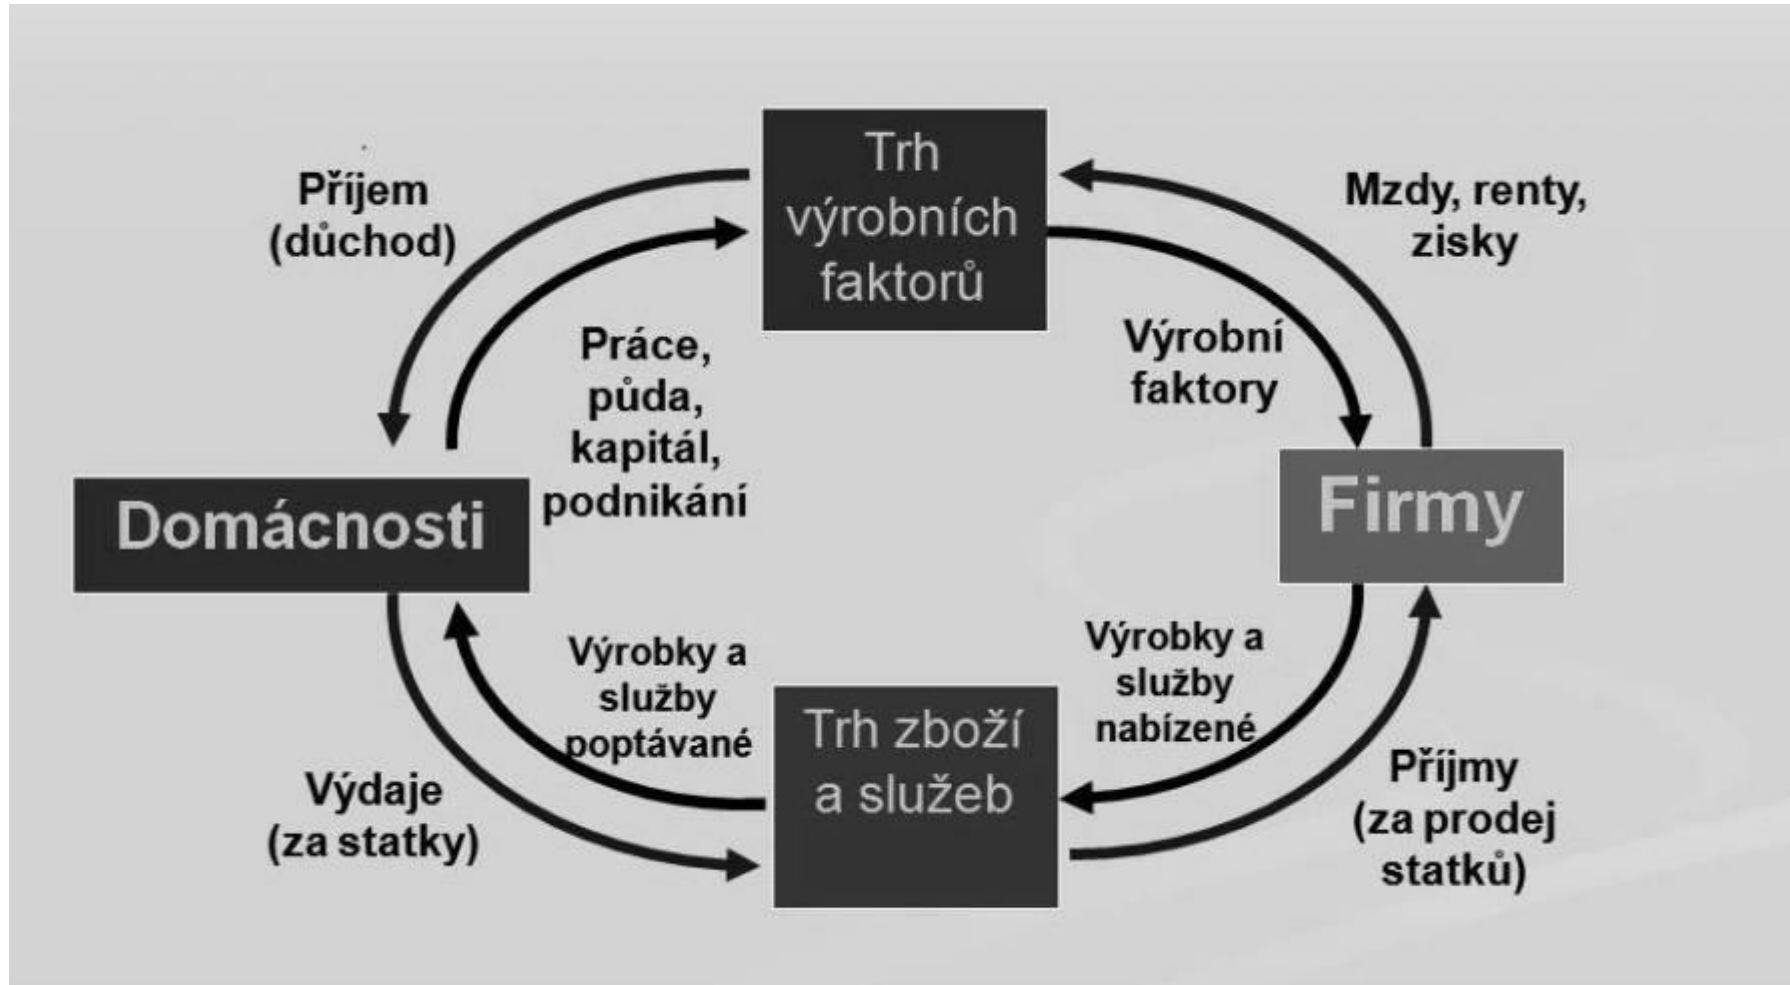 Trh
výrobních
faktorů
Příjem
(důchod)
Mzdy, renty,
zisky
Práce,
půda,
kapitál,
podnikání
Výrobní
faktory
Domácnosti
Firmy
Výrobky a
služby
poptávané
Výrobky a
služby
nabízené
Trh zboží
a služeb
Výdaje
(za statky)
Příjmy
(za prodej
statků)